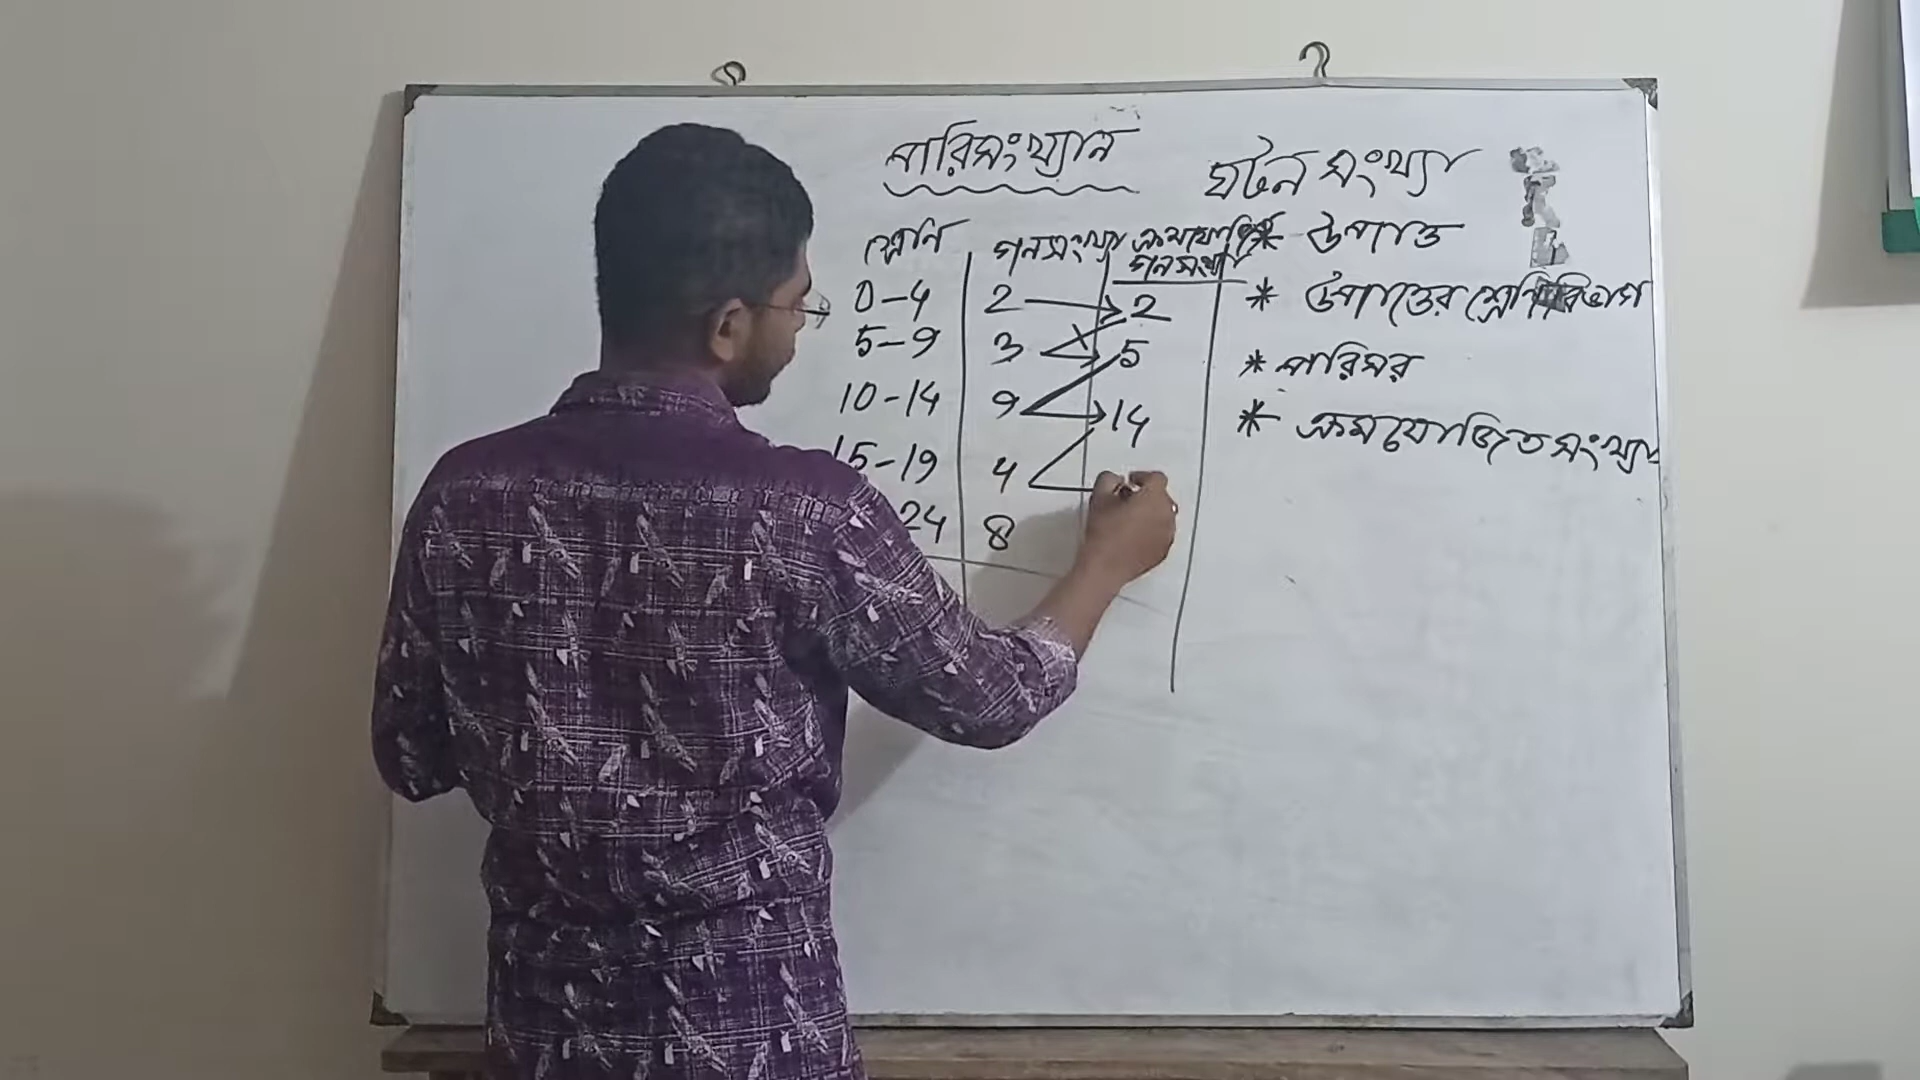 পরিসংখ্যান
শ্রেণি গনসংখ্যা ক্রমযোজিত গনসংখ্যা
0-4 2 2
5-9 3 5
10-14 9 14
15-19 4
24 8
ঘটন সংখ্যা
* উপাত্ত
* উপাত্তের শ্রেণিবিভাগ
* পরিসর
* ক্রমযোজিত সংখ্যা